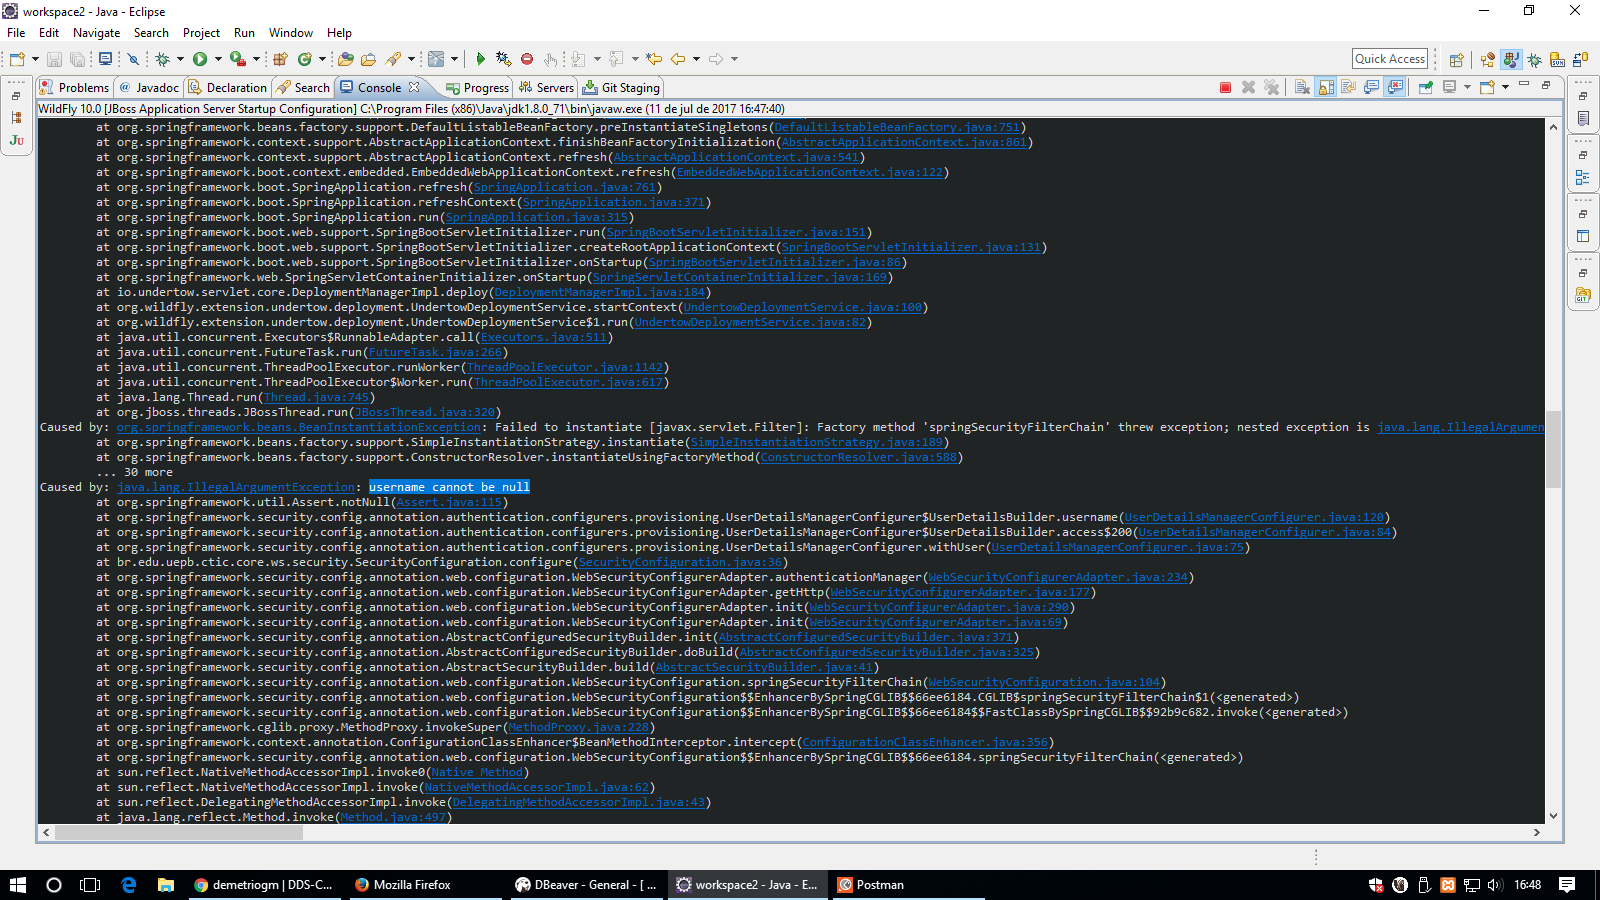 workspace2 - Java - Eclipse
File Edit Navigate Search Project Run Window Help
Quick Access
Problems @ Javadoc Declaration Search Console Progress Servers Git Staging
WildFly 10.0 [JBoss Application Server Startup Configuration] C:\Program Files (x86)\Java\jdk1.8.0_71\bin\javaw.exe (11 de jul de 2017 16:47:40)
at org.springframework.beans.factory.support.DefaultListableBeanFactory.preInstantiateSingletons(DefaultListableBeanFactory.java:751)
at org.springframework.context.support.AbstractApplicationContext.finishBeanFactoryInitialization(AbstractApplicationContext.java:861)
at org.springframework.context.support.AbstractApplicationContext.refresh(AbstractApplicationContext.java:541)
at org.springframework.boot.context.embedded.EmbeddedWebApplicationContext.refresh(EmbeddedWebApplicationContext.java:122)
at org.springframework.boot.SpringApplication.refresh(SpringApplication.java:761)
at org.springframework.boot.SpringApplication.refreshContext(SpringApplication.java:371)
at org.springframework.boot.SpringApplication.run(SpringApplication.java:315)
at org.springframework.boot.web.support.SpringBootServletInitializer.run(SpringBootServletInitializer.java:151)
at org.springframework.boot.web.support.SpringBootServletInitializer.createRootApplicationContext(SpringBootServletInitializer.java:131)
at org.springframework.boot.web.support.SpringBootServletInitializer.onStartup(SpringBootServletInitializer.java:86)
at org.springframework.web.SpringServletContainerInitializer.onStartup(SpringServletContainerInitializer.java:169)
at io.undertow.servlet.core.DeploymentManagerImpl.deploy(DeploymentManagerImpl.java:184)
at org.wildfly.extension.undertow.deployment.UndertowDeploymentService.startContext(UndertowDeploymentService.java:100)
at org.wildfly.extension.undertow.deployment.UndertowDeploymentService$1.run(UndertowDeploymentService.java:82)
at java.util.concurrent.Executors$RunnableAdapter.call(Executors.java:511)
at java.util.concurrent.FutureTask.run(FutureTask.java:266)
at java.util.concurrent.ThreadPoolExecutor.runWorker(ThreadPoolExecutor.java:1142)
at java.util.concurrent.ThreadPoolExecutor$Worker.run(ThreadPoolExecutor.java:617)
at java.lang.Thread.run(Thread.java:745)
at org.jboss.threads.JBossThread.run(JBossThread.java:320)
Caused by: org.springframework.beans.BeanInstantiationException: Failed to instantiate [javax.servlet.Filter]: Factory method 'springSecurityFilterChain' threw exception; nested exception is java.lang.IllegalArgumen
at org.springframework.beans.factory.support.SimpleInstantiationStrategy.instantiate(SimpleInstantiationStrategy.java:189)
at org.springframework.beans.factory.support.ConstructorResolver.instantiateUsingFactoryMethod(ConstructorResolver.java:588)
... 30 more
Caused by: java.lang.IllegalArgumentException: username cannot be null
at org.springframework.util.Assert.notNull(Assert.java:115)
at org.springframework.security.config.annotation.authentication.configurers.provisioning.UserDetailsManagerConfigurer$UserDetailsBuilder.username(UserDetailsManagerConfigurer.java:120)
at org.springframework.security.config.annotation.authentication.configurers.provisioning.UserDetailsManagerConfigurer$UserDetailsBuilder.access$200(UserDetailsManagerConfigurer.java:84)
at org.springframework.security.config.annotation.authentication.configurers.provisioning.UserDetailsManagerConfigurer.withUser(UserDetailsManagerConfigurer.java:75)
at br.edu.uepb.ctic.core.ws.security.SecurityConfiguration.configure(SecurityConfiguration.java:36)
at org.springframework.security.config.annotation.web.configuration.WebSecurityConfigurerAdapter.authenticationManager(WebSecurityConfigurerAdapter.java:234)
at org.springframework.security.config.annotation.web.configuration.WebSecurityConfigurerAdapter.getHttp(WebSecurityConfigurerAdapter.java:177)
at org.springframework.security.config.annotation.web.configuration.WebSecurityConfigurerAdapter.init(WebSecurityConfigurerAdapter.java:290)
at org.springframework.security.config.annotation.web.configuration.WebSecurityConfigurerAdapter.init(WebSecurityConfigurerAdapter.java:69)
at org.springframework.security.config.annotation.AbstractConfiguredSecurityBuilder.init(AbstractConfiguredSecurityBuilder.java:371)
at org.springframework.security.config.annotation.AbstractConfiguredSecurityBuilder.doBuild(AbstractConfiguredSecurityBuilder.java:325)
at org.springframework.security.config.annotation.AbstractSecurityBuilder.build(AbstractSecurityBuilder.java:41)
at org.springframework.security.config.annotation.web.configuration.WebSecurityConfiguration.springSecurityFilterChain(WebSecurityConfiguration.java:104)
at org.springframework.security.config.annotation.web.configuration.WebSecurityConfiguration$$EnhancerBySpringCGLIB$$66ee6184.CGLIB$springSecurityFilterChain$1(<generated>)
at org.springframework.security.config.annotation.web.configuration.WebSecurityConfiguration$$EnhancerBySpringCGLIB$$66ee6184$$FastClassBySpringCGLIB$$92b9c682.invoke(<generated>)
at org.springframework.cglib.proxy.MethodProxy.invokeSuper(MethodProxy.java:228)
at org.springframework.context.annotation.ConfigurationClassEnhancer$BeanMethodInterceptor.intercept(ConfigurationClassEnhancer.java:356)
at org.springframework.security.config.annotation.web.configuration.WebSecurityConfiguration$$EnhancerBySpringCGLIB$$66ee6184.springSecurityFilterChain(<generated>)
at sun.reflect.NativeMethodAccessorImpl.invoke0(Native Method)
at sun.reflect.NativeMethodAccessorImpl.invoke(NativeMethodAccessorImpl.java:62)
at sun.reflect.DelegatingMethodAccessorImpl.invoke(DelegatingMethodAccessorImpl.java:43)
at java.lang.reflect.Method.invoke(Method.java:497)
demetriogm | DDS-C... Mozilla Firefox DBeaver - General - [ ... workspace2 - Java - E... Postman 16:48